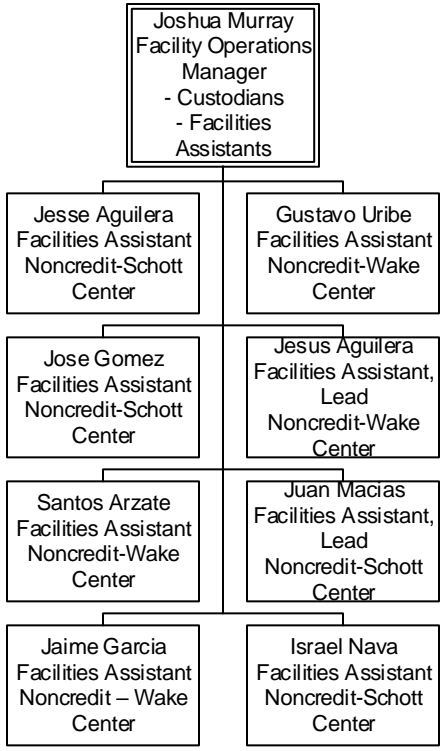 Joshua Murray
Facility Operations
Manager
- Custodians
- Facilities
Assistants
Jesse Aguilera
Facilities Assistant
Noncredit-Schott
Center
Gustavo Uribe
Facilities Assistant
Noncredit-Wake
Center
Jose Gomez
Facilities Assistant
Noncredit-Schott
Center
Jesus Aguilera
Facilities Assistant,
Lead
Noncredit-Wake
Center
Santos Arzate
Facilities Assistant
Noncredit-Wake
Center
Juan Macias
Facilities Assistant,
Lead
Noncredit-Schott
Center
Jaime Garcia
Facilities Assistant
Noncredit – Wake
Center
Israel Nava
Facilities Assistant
Noncredit-Schott
Center